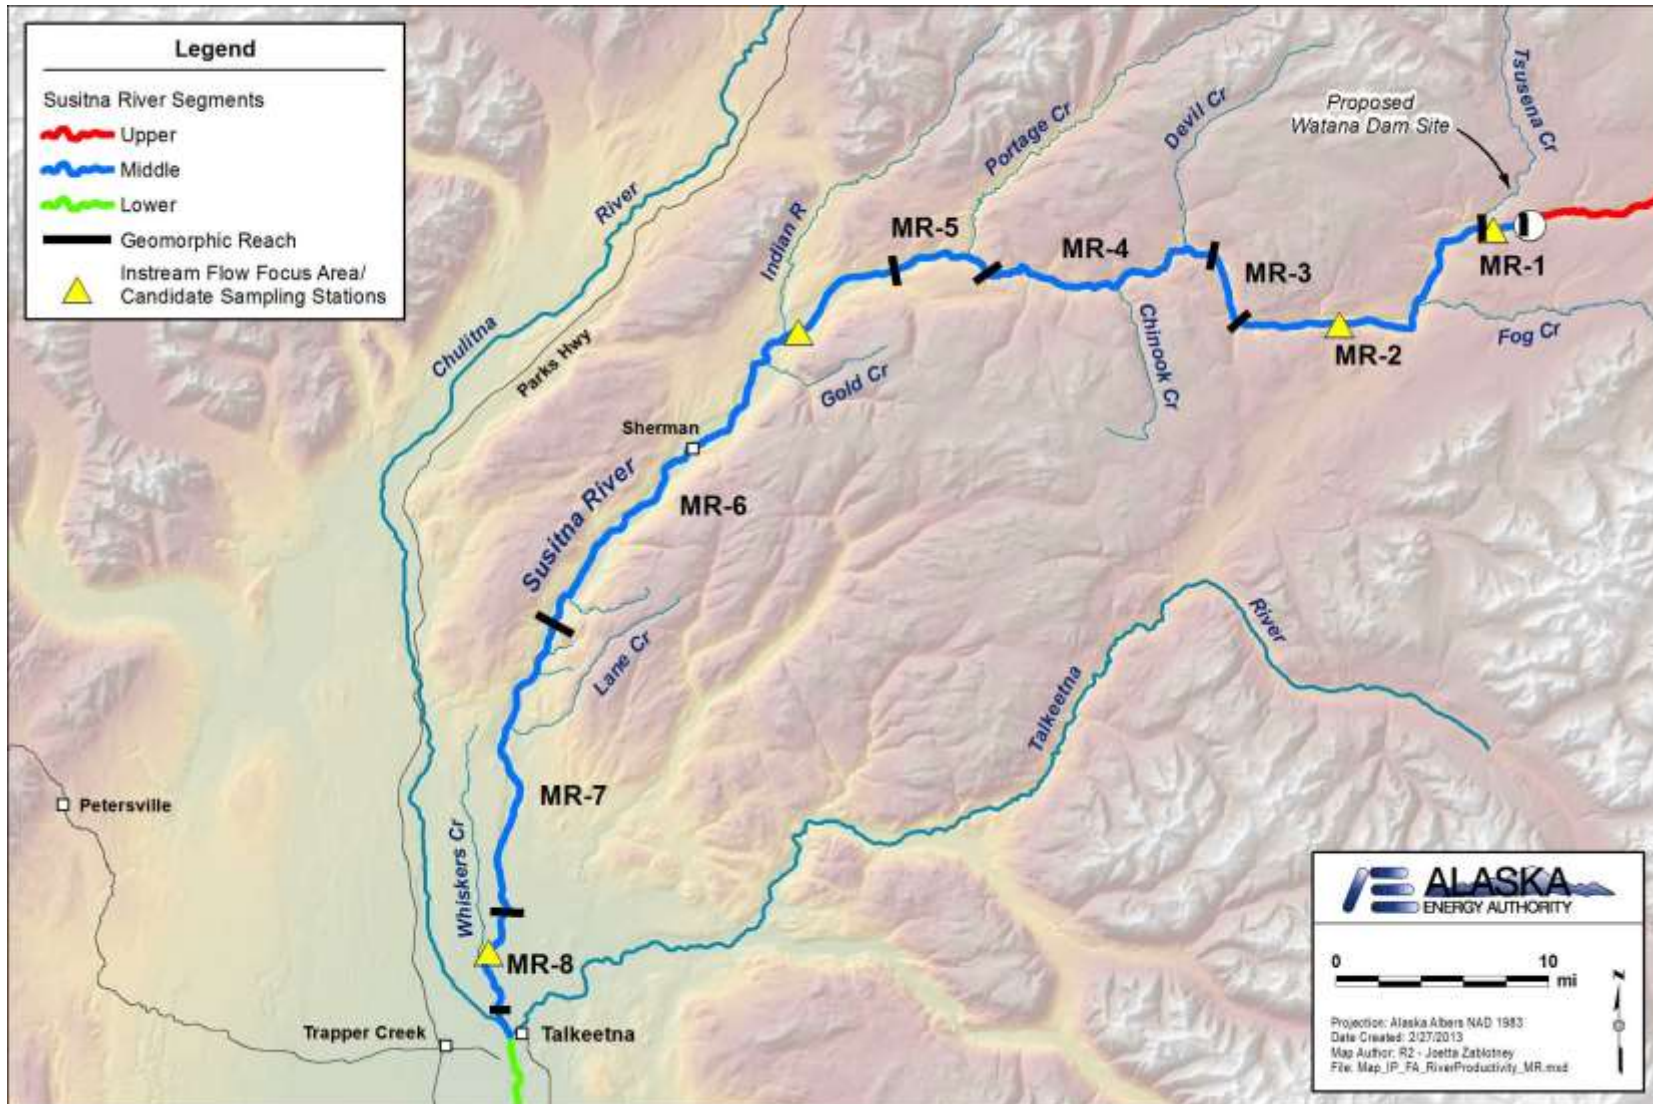 Legend
Susitna River Segments
Upper
Middle
Lower
Geomorphic Reach
Instream Flow Focus Area/
Candidate Sampling Stations
Chulitna
River
Parks Hwy
Indian R
Portage Cr
Devil Cr
Tsusena Cr
Proposed
Watana Dam Site
MR-5
MR-4
MR-3
MR-1
MR-2
Fog Cr
Chinook Cr
Gold Cr
Sherman
Susitna River
MR-6
Lane Cr
Talkeetna
River
Petersville
Whiskers Cr
MR-7
MR-8
Trapper Creek
Talkeetna
ALASKA
ENERGY AUTHORITY
0 10
mi
N
Projection: Alaska Albers NAD 1983
Date Created: 2/27/2013
Map Author: R2 - Joetta Zablotney
File: Map_IP_FA_RiverProductivity_MR.mxd